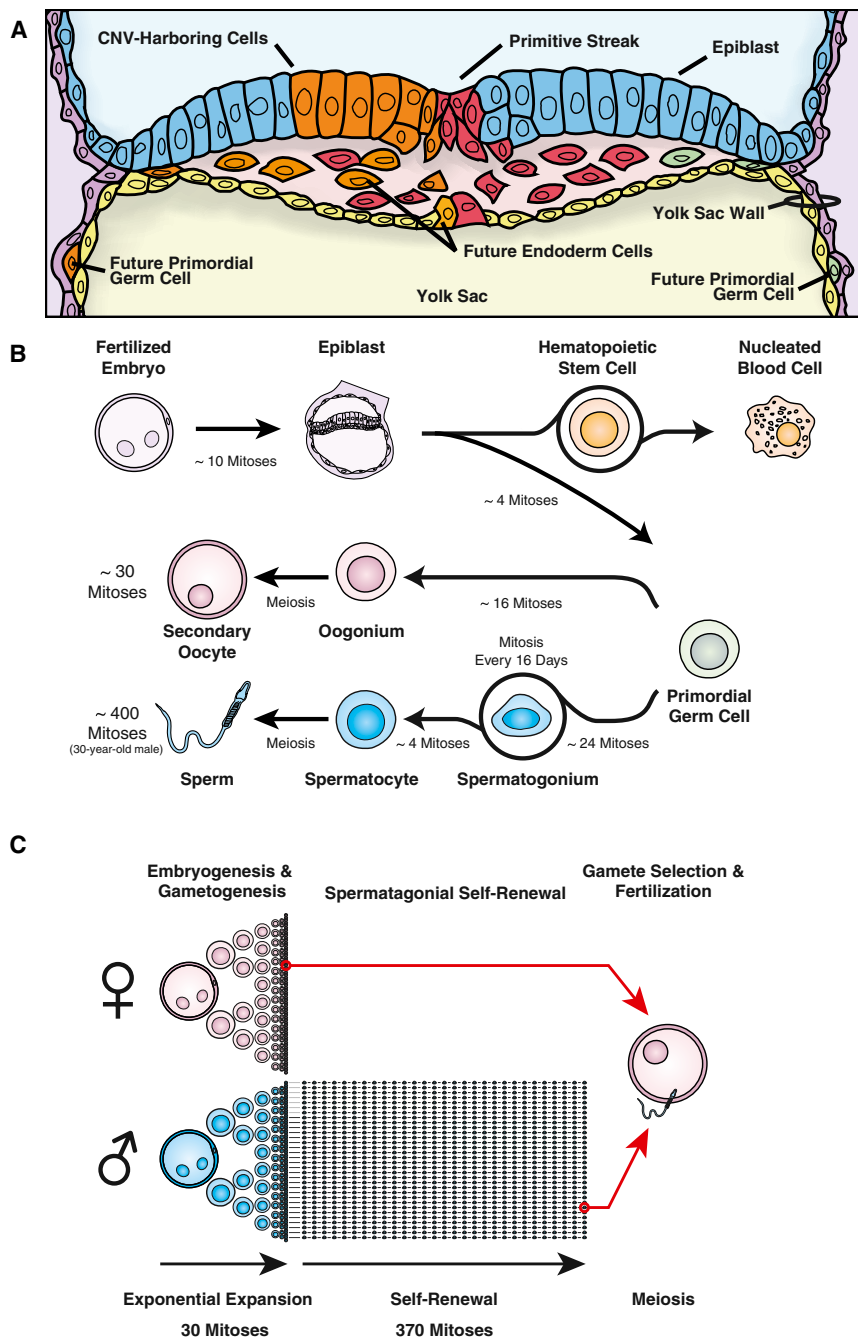 A
CNV-Harboring Cells
Primitive Streak
Epiblast
Yolk Sac Wall
Future Endoderm Cells
Future Primordial
Germ Cell
Yolk Sac
Future Primordial
Germ Cell
B
Fertilized
Embryo
Epiblast
Hematopoietic
Stem Cell
Nucleated
Blood Cell
~ 10 Mitoses
~ 4 Mitoses
~ 30
Mitoses
Meiosis
~ 16 Mitoses
Secondary
Oocyte
Oogonium
Mitosis
Every 16 Days
Primordial
Germ Cell
~ 400
Mitoses
(30-year-old male)
Meiosis
~ 4 Mitoses
~ 24 Mitoses
Sperm
Spermatocyte
Spermatogonium
C
Embryogenesis &
Gametogenesis
Spermatagonial Self-Renewal
Gamete Selection &
Fertilization
♀
♂
Exponential Expansion
Self-Renewal
Meiosis
30 Mitoses
370 Mitoses